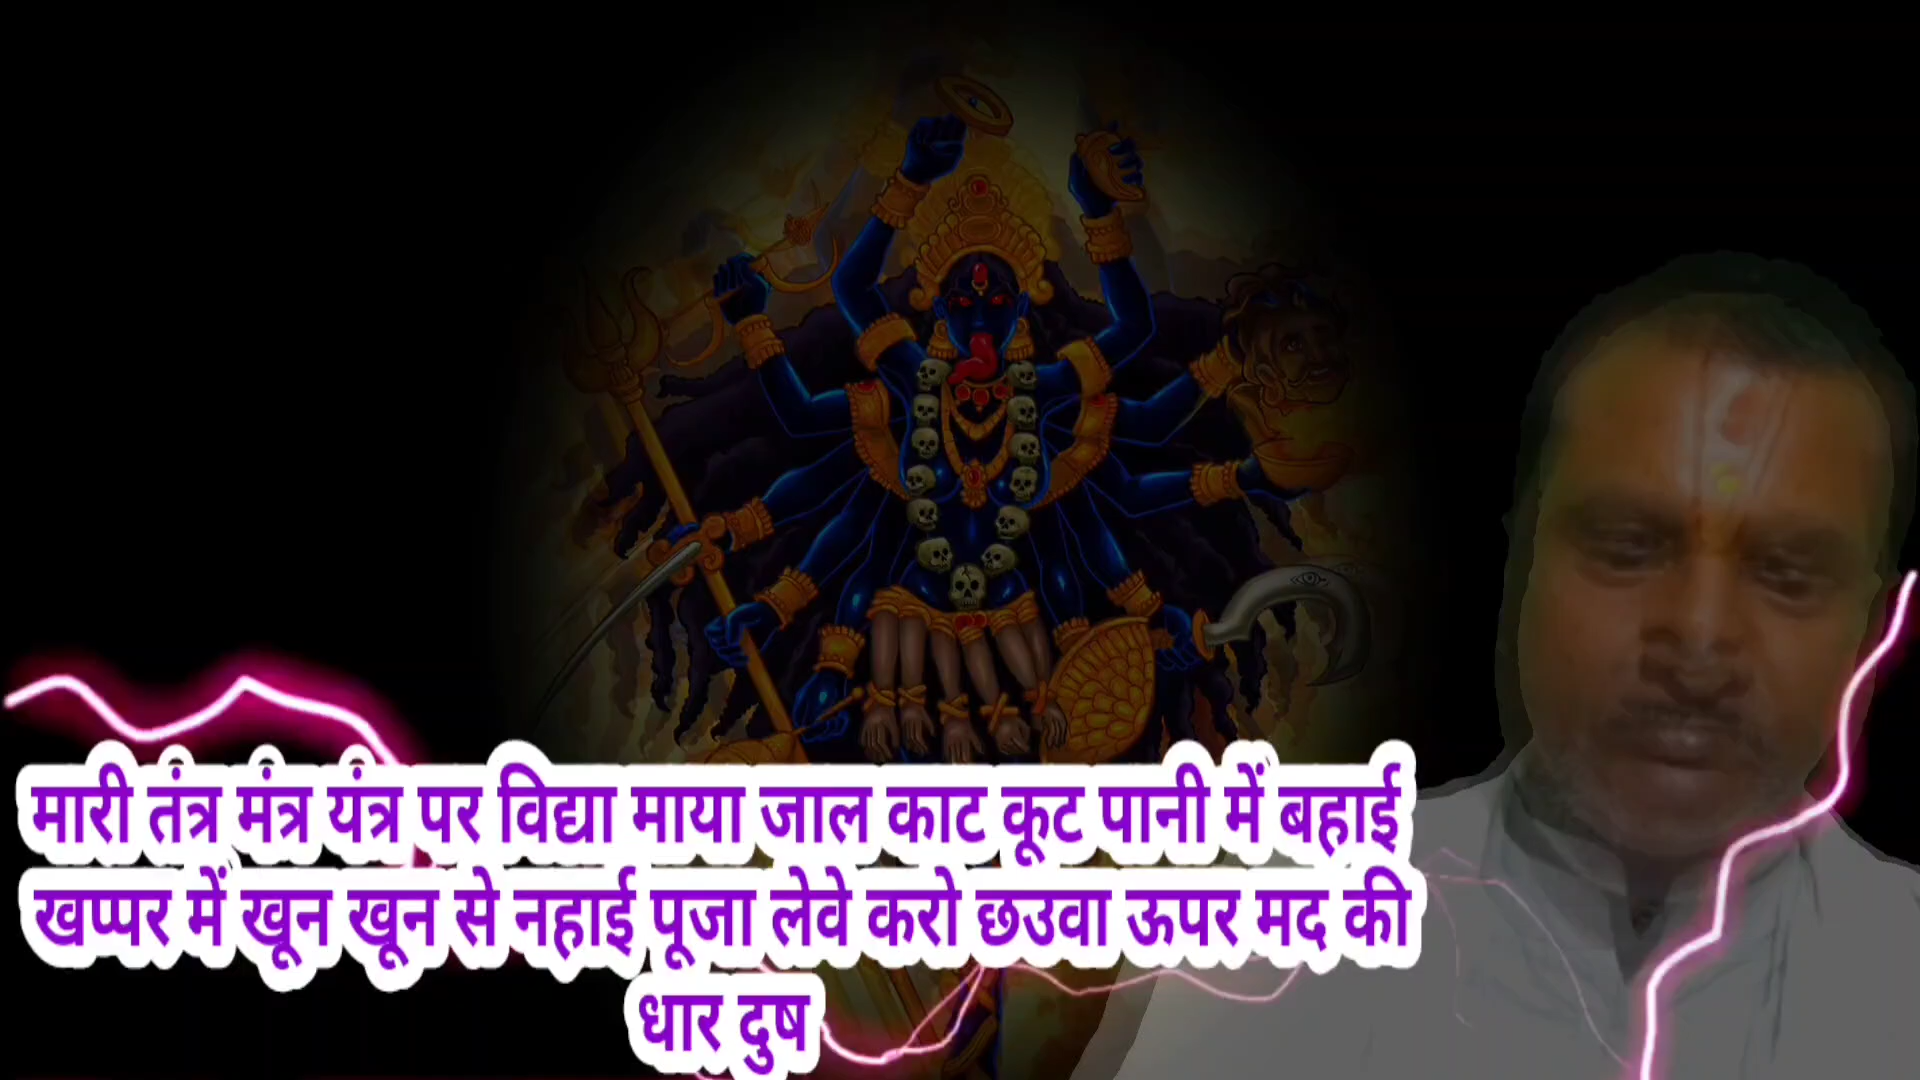 मारी तंत्र मंत्र यंत्र पर विद्या माया जाल काट कूट पानी में बहाई
खप्पर में खून खून से नहाई पूजा लेवे करो छउवा ऊपर मद की
धार दुष